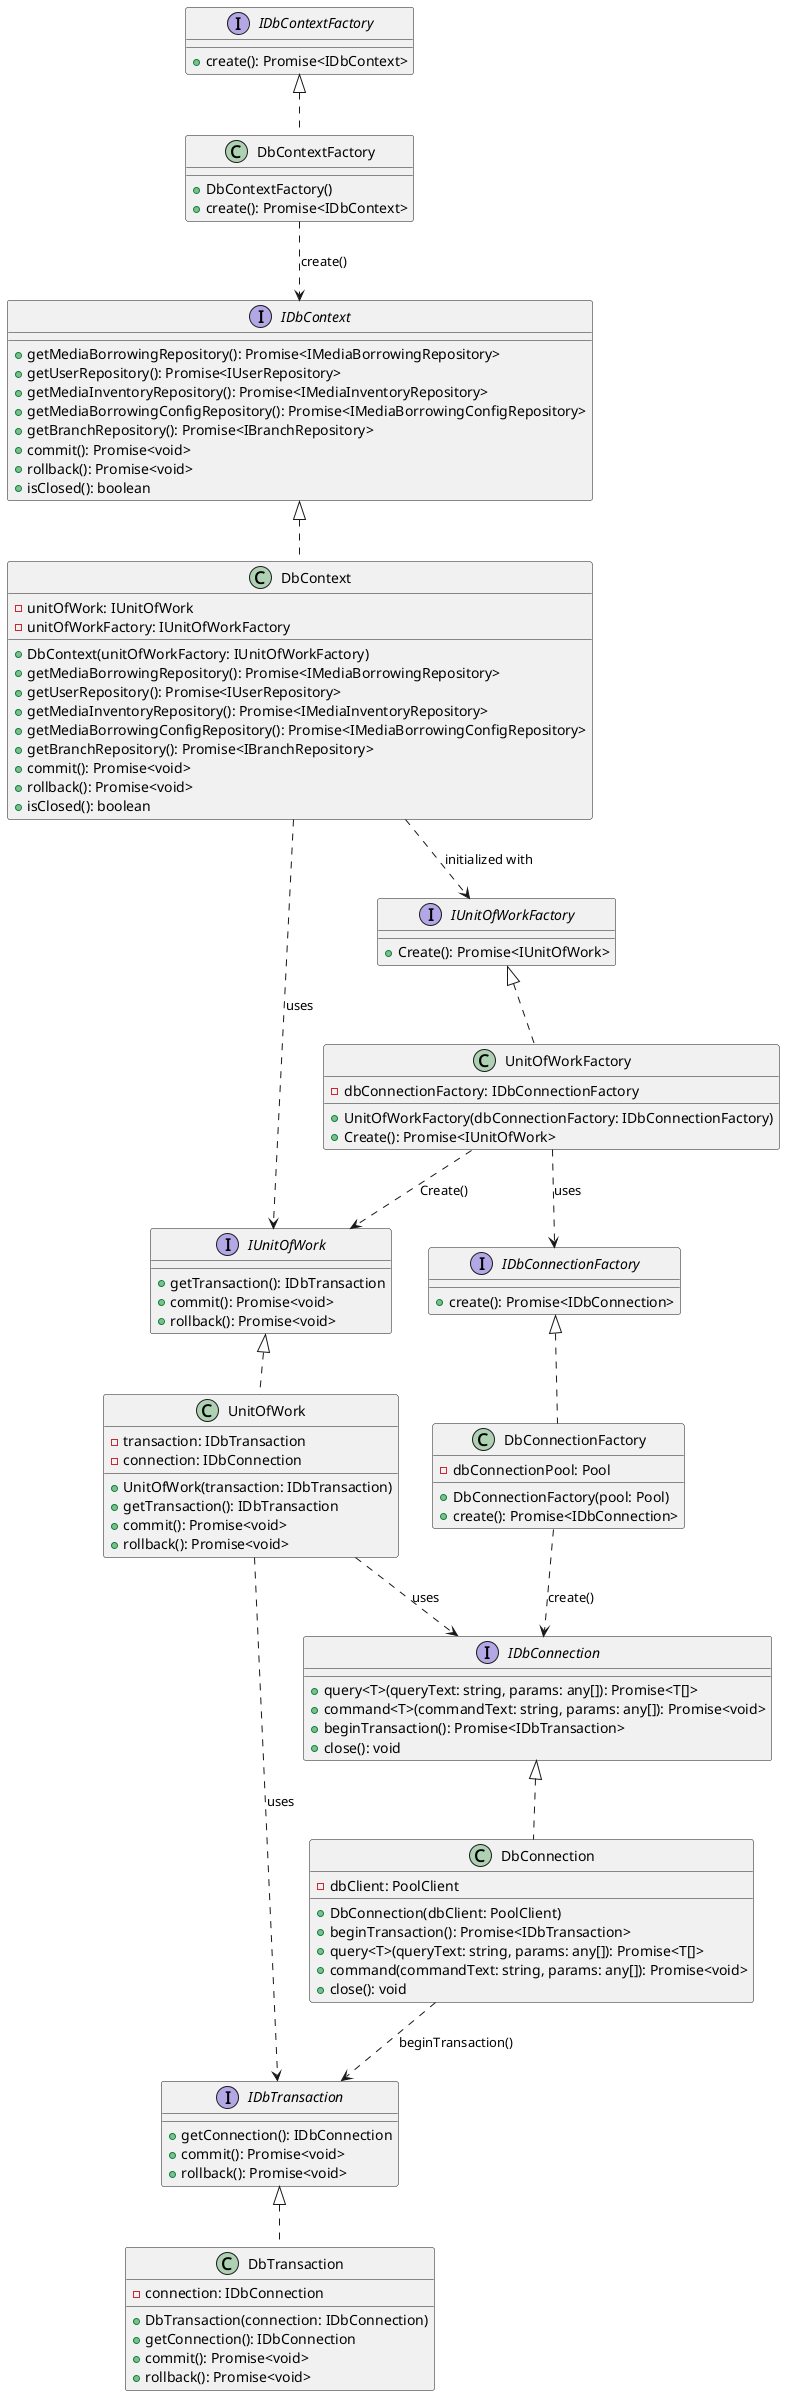 I IDbContextFactory
create(): Promise<IDbContext>
C DbContextFactory
DbContextFactory()
create(): Promise<IDbContext>
create()
I IDbContext
getMediaBorrowingRepository(): Promise<IMediaBorrowingRepository>
getUserRepository(): Promise<IUserRepository>
getMediaInventoryRepository(): Promise<IMediaInventoryRepository>
getMediaBorrowingConfigRepository(): Promise<IMediaBorrowingConfigRepository>
getBranchRepository(): Promise<IBranchRepository>
commit(): Promise<void>
rollback(): Promise<void>
isClosed(): boolean
C DbContext
unitOfWork: IUnitOfWork
unitOfWorkFactory: IUnitOfWorkFactory
DbContext(unitOfWorkFactory: IUnitOfWorkFactory)
getMediaBorrowingRepository(): Promise<IMediaBorrowingRepository>
getUserRepository(): Promise<IUserRepository>
getMediaInventoryRepository(): Promise<IMediaInventoryRepository>
getMediaBorrowingConfigRepository(): Promise<IMediaBorrowingConfigRepository>
getBranchRepository(): Promise<IBranchRepository>
commit(): Promise<void>
rollback(): Promise<void>
isClosed(): boolean
initialized with
I IUnitOfWorkFactory
Create(): Promise<IUnitOfWork>
uses
C UnitOfWorkFactory
dbConnectionFactory: IDbConnectionFactory
UnitOfWorkFactory(dbConnectionFactory: IDbConnectionFactory)
Create(): Promise<IUnitOfWork>
Create()
uses
I IUnitOfWork
getTransaction(): IDbTransaction
commit(): Promise<void>
rollback(): Promise<void>
I IDbConnectionFactory
create(): Promise<IDbConnection>
C UnitOfWork
transaction: IDbTransaction
connection: IDbConnection
UnitOfWork(transaction: IDbTransaction)
getTransaction(): IDbTransaction
commit(): Promise<void>
rollback(): Promise<void>
C DbConnectionFactory
dbConnectionPool: Pool
DbConnectionFactory(pool: Pool)
create(): Promise<IDbConnection>
uses
create()
I IDbConnection
query<T>(queryText: string, params: any[]): Promise<T[]>
command<T>(commandText: string, params: any[]): Promise<void>
beginTransaction(): Promise<IDbTransaction>
close(): void
uses
C DbConnection
dbClient: PoolClient
DbConnection(dbClient: PoolClient)
beginTransaction(): Promise<IDbTransaction>
query<T>(queryText: string, params: any[]): Promise<T[]>
command(commandText: string, params: any[]): Promise<void>
close(): void
beginTransaction()
I IDbTransaction
getConnection(): IDbConnection
commit(): Promise<void>
rollback(): Promise<void>
C DbTransaction
connection: IDbConnection
DbTransaction(connection: IDbConnection)
getConnection(): IDbConnection
commit(): Promise<void>
rollback(): Promise<void>